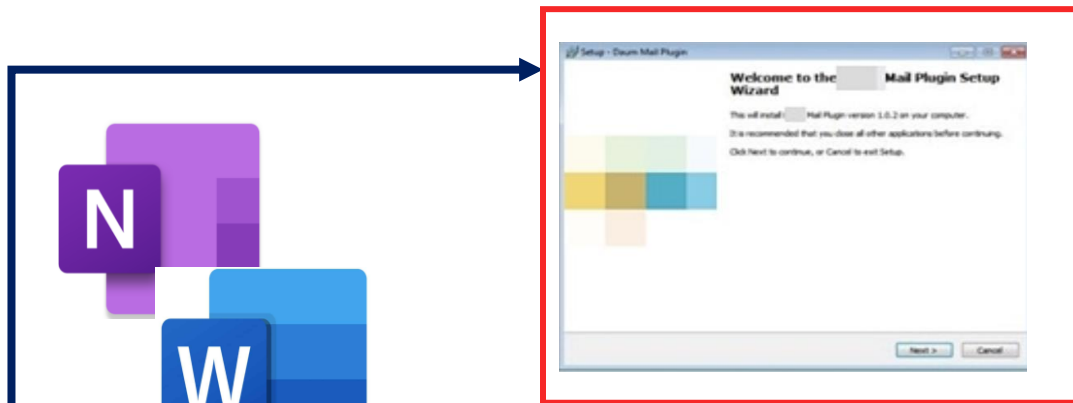 Setup - Daum Mail Plugin
Welcome to the Mail Plugin Setup
Wizard
This will install Mail Plugin version 1.0.2 on your computer.
It is recommended that you close all other applications before continuing.
Click Next to continue, or Cancel to exit Setup.
N
W
Next >
Cancel